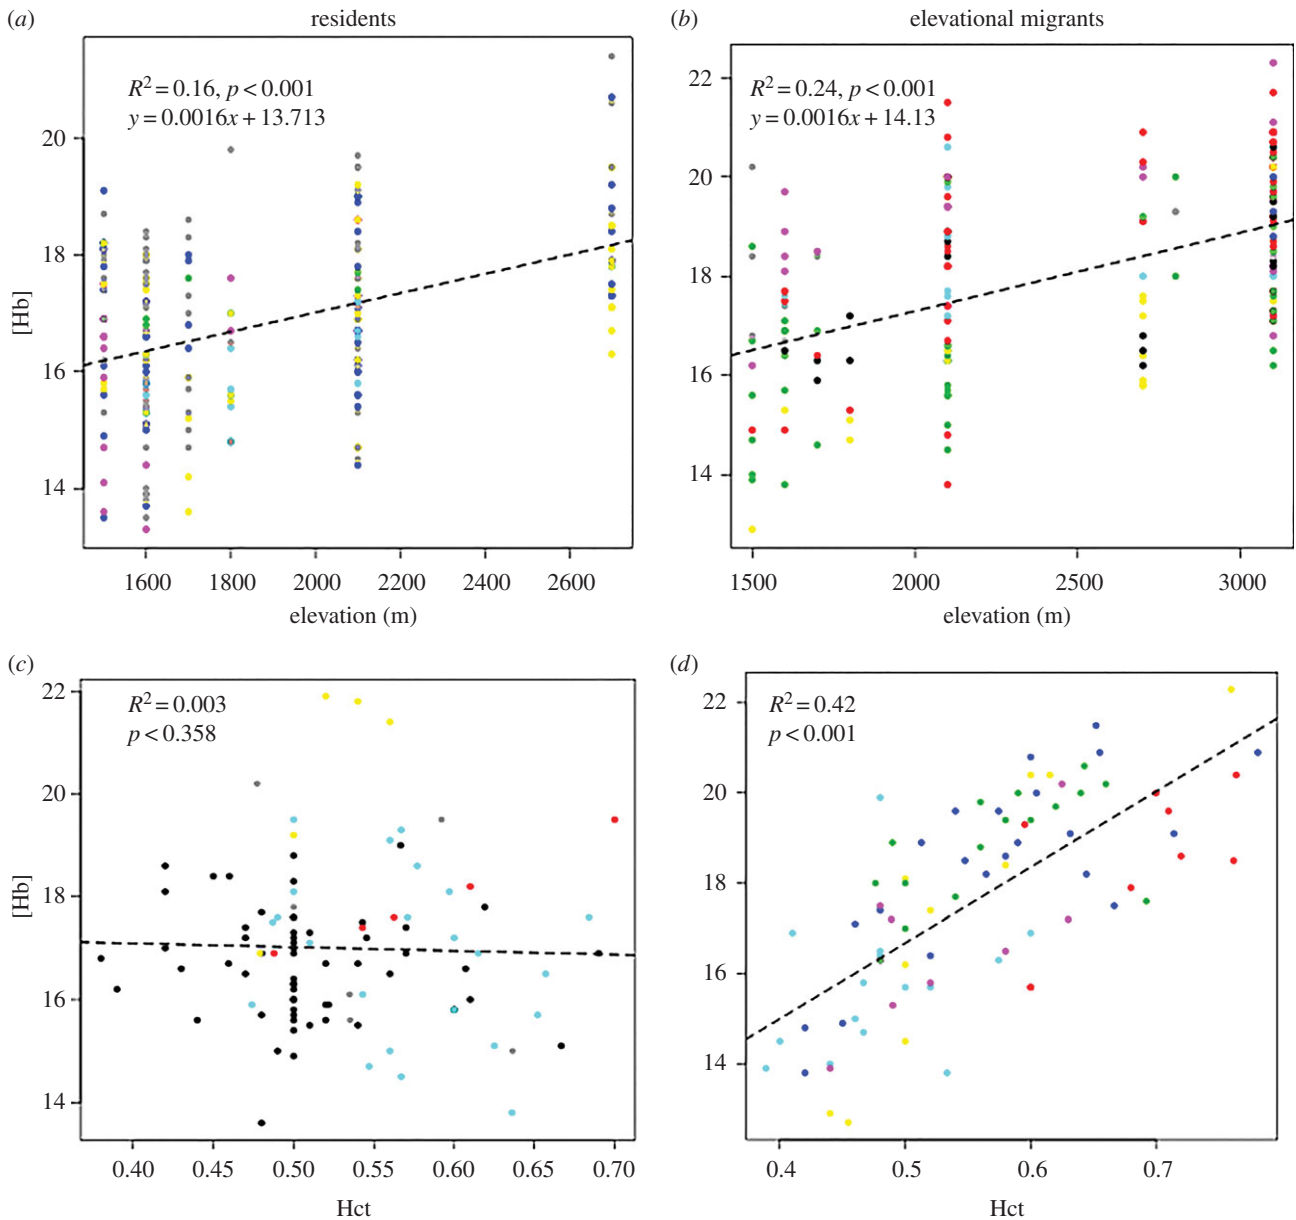 (a) residents
R² = 0.16, p < 0.001
y = 0.0016x + 13.713
[Hb]
20
18
16
14
1600 1800 2000 2200 2400 2600
elevation (m)
(b) elevational migrants
R² = 0.24, p < 0.001
y = 0.0016x + 14.13
22
20
18
16
14
1500 2000 2500 3000
elevation (m)
(c)
R² = 0.003
p < 0.358
[Hb]
22
20
18
16
14
0.40 0.45 0.50 0.55 0.60 0.65 0.70
Hct
(d)
R² = 0.42
p < 0.001
22
20
18
16
14
0.4 0.5 0.6 0.7
Hct